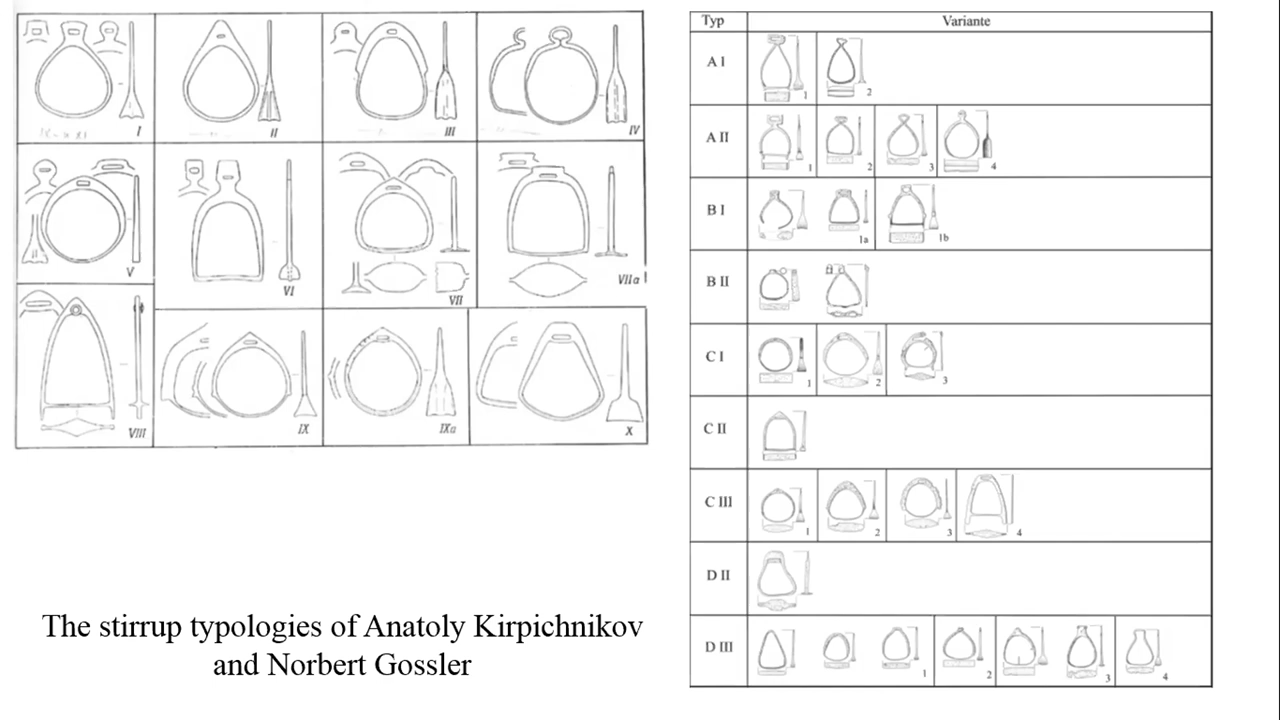 I
II
III
IV
V
VI
VII
VIIa
VIII
IX
IXa
X
The stirrup typologies of Anatoly Kirpichnikov
and Norbert Gossler
Typ Variante
A I 1 2
A II 1 2 3 4
B I 1a 1b
B II
C I 1 2 3
C II
C III 1 2 3 4
D II
D III 1 2 3 4